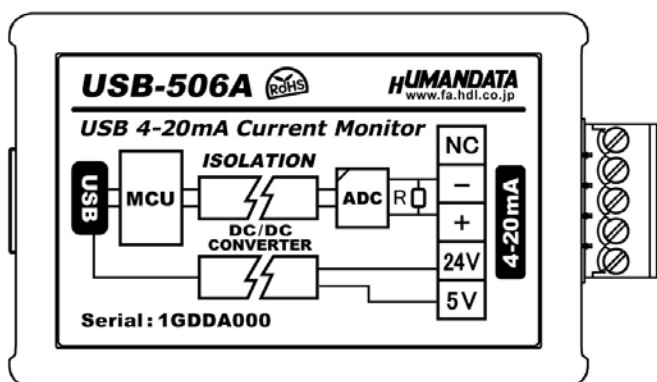 USB-506A RoHS HUMANDATA
www.fa.hdl.co.jp
USB 4-20mA Current Monitor
NC
ISOLATION
USB MCU ADC R −
+
DC/DC
CONVERTER
24V
5V
4-20mA
Serial : 1GDDA000